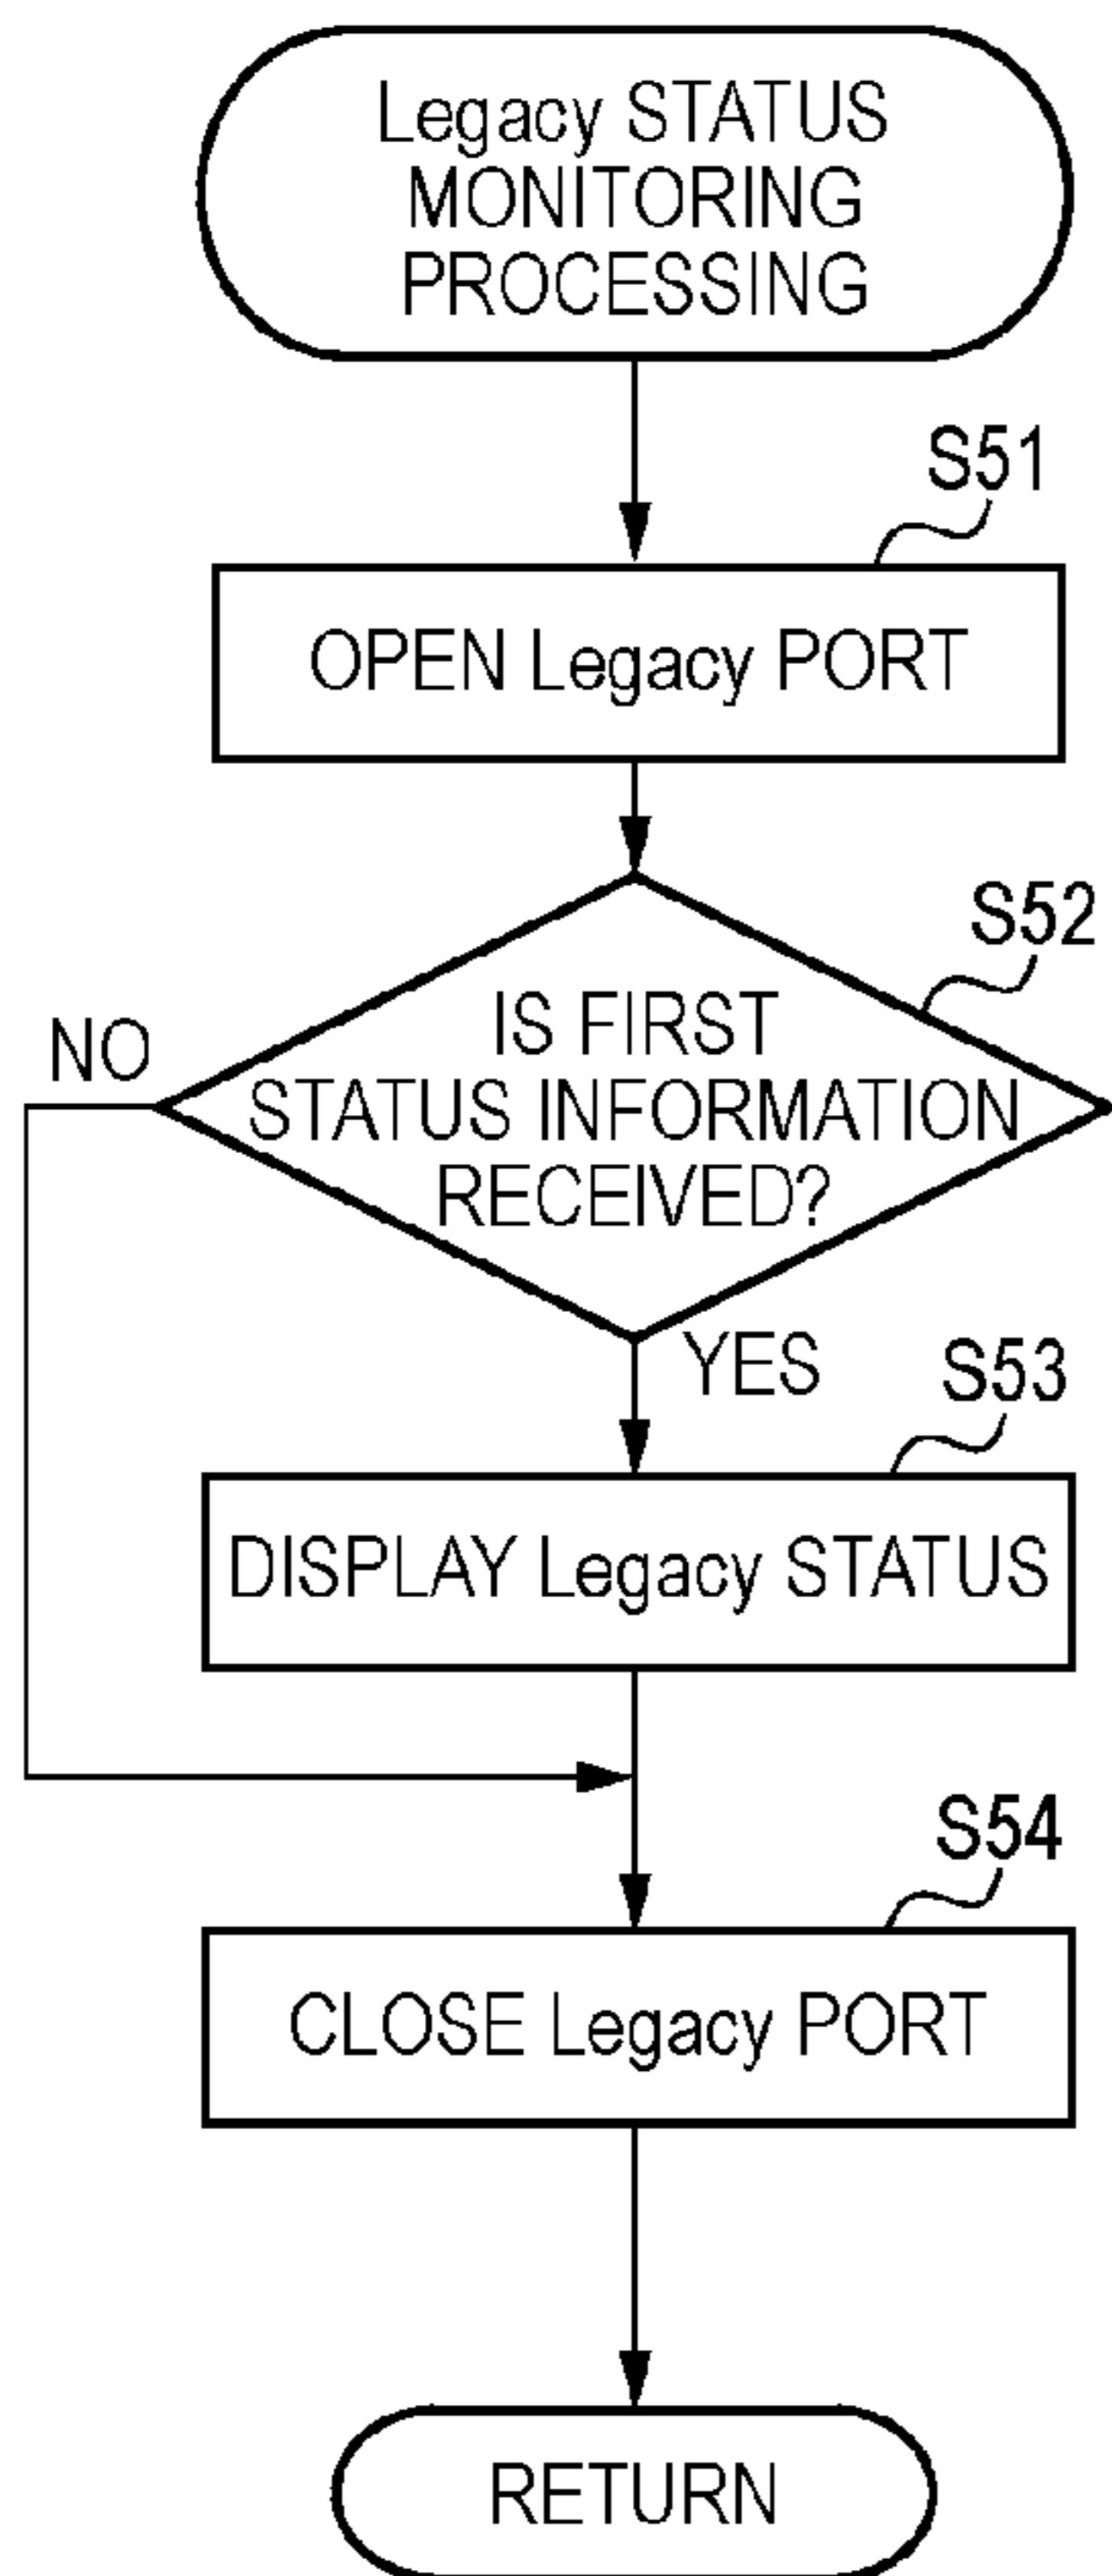 Legacy STATUS
MONITORING
PROCESSING
S51
OPEN Legacy PORT
S52
IS FIRST
STATUS INFORMATION
RECEIVED?
NO
YES
S53
DISPLAY Legacy STATUS
S54
CLOSE Legacy PORT
RETURN